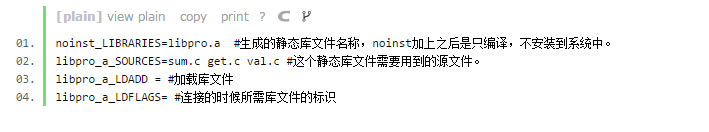 [plain] view plain copy print ?
01. noinst_LIBRARIES=libpro.a #生成的静态库文件名称，noinst加上之后是只编译，不安装到系统中。
02. libpro_a_SOURCES=sum.c get.c val.c #这个静态库文件需要用到的源文件。
03. libpro_a_LDADD = #加载库文件
04. libpro_a_LDFLAGS= #连接的时候所需库文件的标识